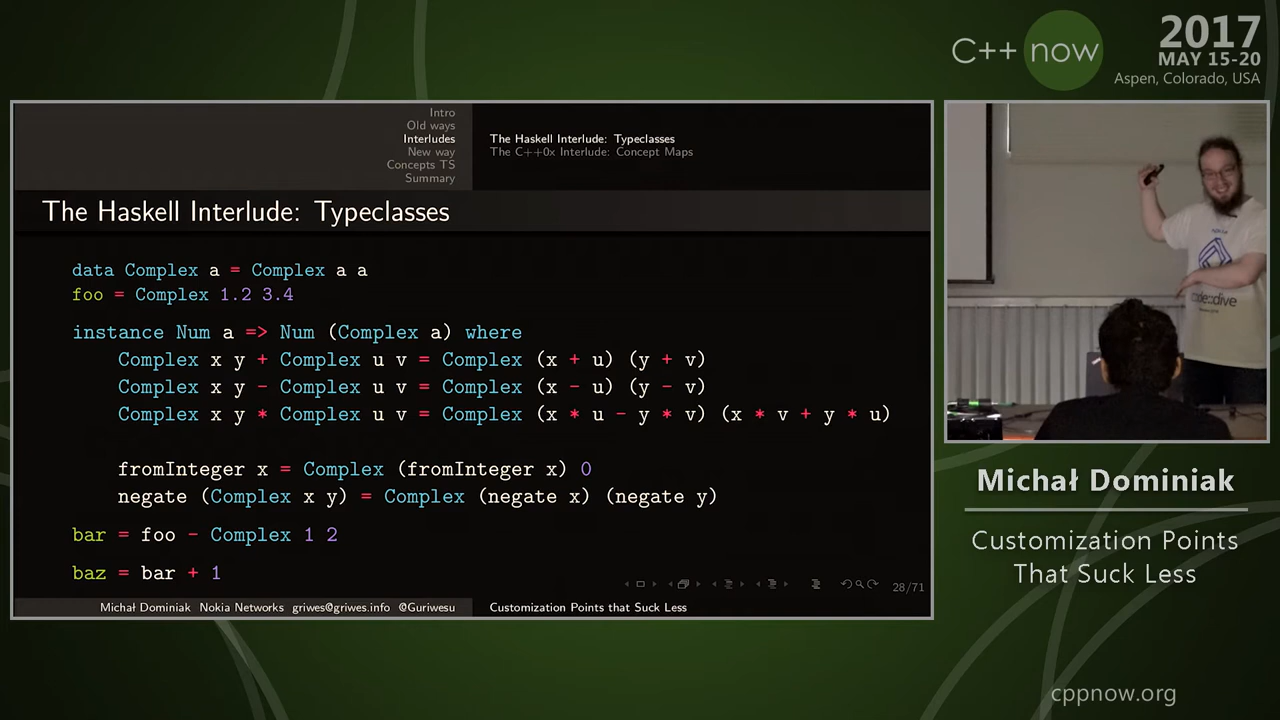 C++ now
2017
MAY 15-20
Aspen, Colorado, USA
Intro
Old ways
Interludes
New way
Concepts TS
Summary
The Haskell Interlude: Typeclasses
The C++0x Interlude: Concept Maps
The Haskell Interlude: Typeclasses
data Complex a = Complex a a
foo = Complex 1.2 3.4
instance Num a => Num (Complex a) where
Complex x y + Complex u v = Complex (x + u) (y + v)
Complex x y - Complex u v = Complex (x - u) (y - v)
Complex x y * Complex u v = Complex (x * u - y * v) (x * v + y * u)
fromInteger x = Complex (fromInteger x) 0
negate (Complex x y) = Complex (negate x) (negate y)
bar = foo - Complex 1 2
baz = bar + 1
28/71
Michał Dominiak Nokia Networks griwes@griwes.info @Guriwesu
Customization Points that Suck Less
code::dive
Michał Dominiak
Customization Points
That Suck Less
cppnow.org